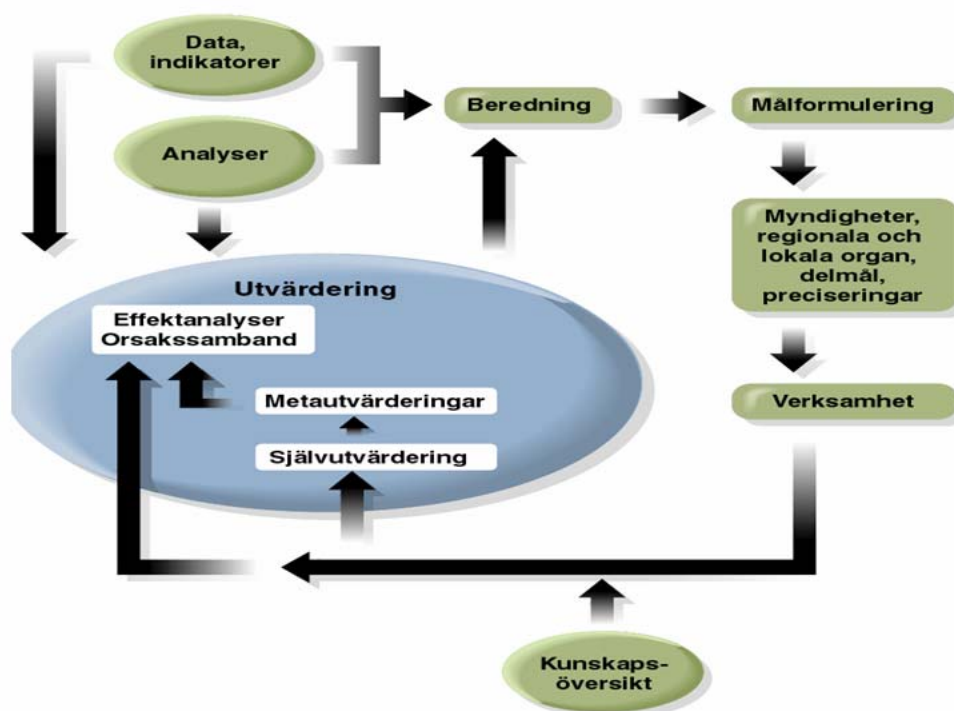 Data,
indikatorer
Analyser
Beredning
Målformulering
Myndigheter,
regionala och
lokala organ,
delmål,
preciseringar
Verksamhet
Utvärdering
Effektanalyser
Orsakssamband
Metautvärderingar
Självutvärdering
Kunskaps-
översikt